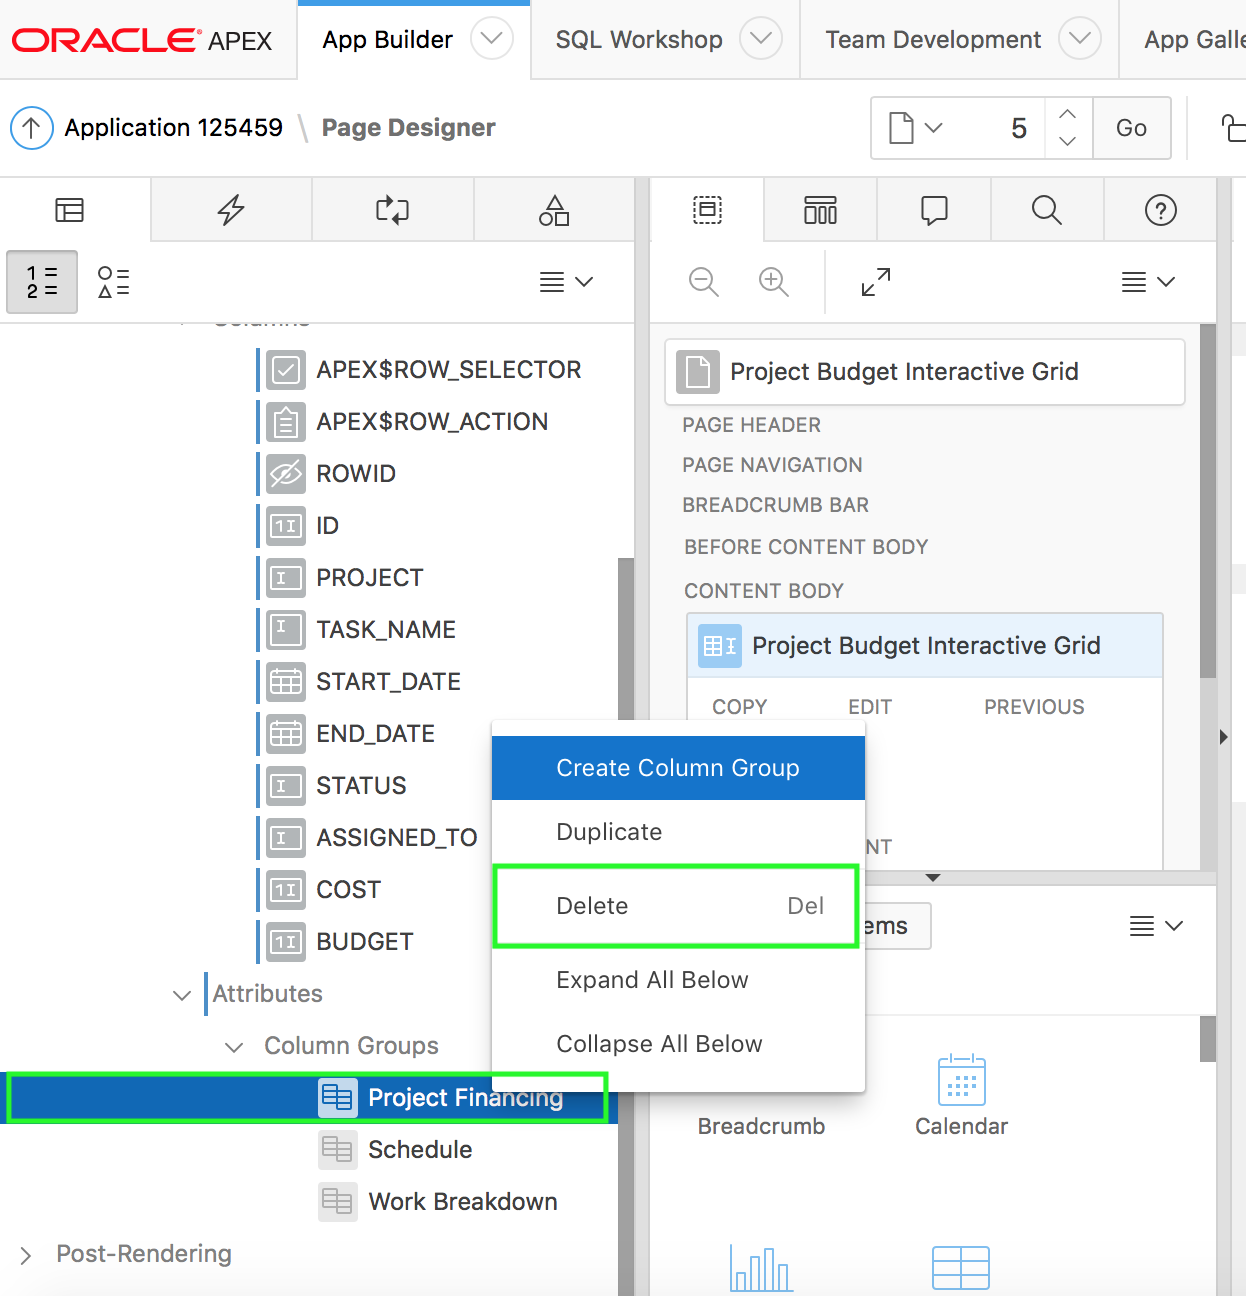 ORACLE APEX
App Builder
SQL Workshop
Team Development
App Galle
Application 125459 \ Page Designer
5
Go
1
2
Columns
APEX$ROW_SELECTOR
APEX$ROW_ACTION
ROWID
ID
PROJECT
TASK_NAME
START_DATE
END_DATE
STATUS
ASSIGNED_TO
COST
BUDGET
Attributes
Column Groups
Project Financing
Schedule
Work Breakdown
Post-Rendering
Create Column Group
Duplicate
Delete Del
Expand All Below
Collapse All Below
Project Budget Interactive Grid
PAGE HEADER
PAGE NAVIGATION
BREADCRUMB BAR
BEFORE CONTENT BODY
CONTENT BODY
Project Budget Interactive Grid
COPY EDIT PREVIOUS
NT
ems
Breadcrumb
Calendar